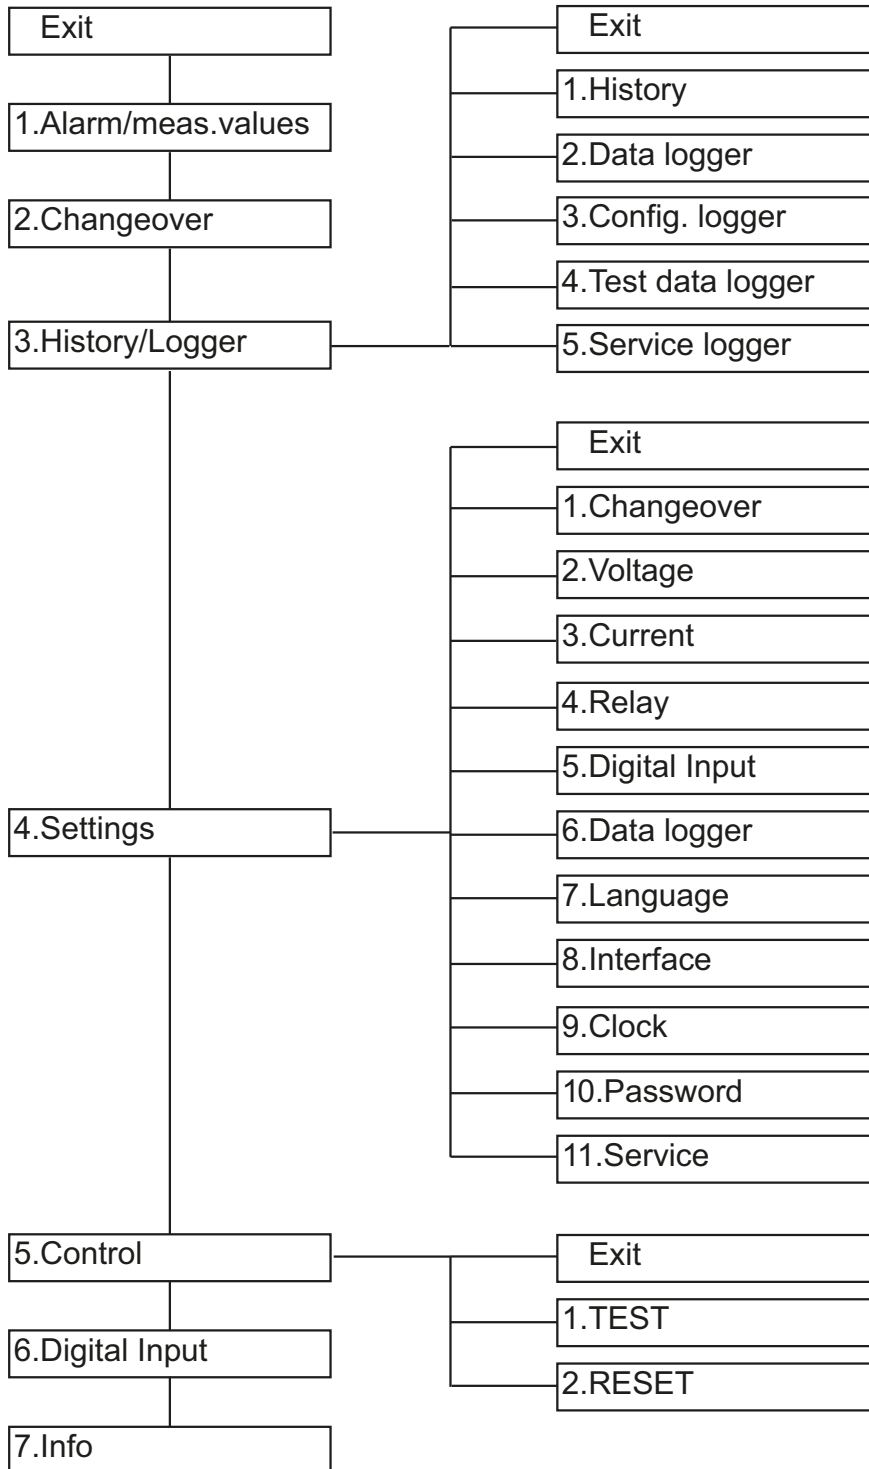 Exit
1.Alarm/meas.values
2.Changeover
3.History/Logger
Exit
1.History
2.Data logger
3.Config. logger
4.Test data logger
5.Service logger
4.Settings
Exit
1.Changeover
2.Voltage
3.Current
4.Relay
5.Digital Input
6.Data logger
7.Language
8.Interface
9.Clock
10.Password
11.Service
5.Control
Exit
1.TEST
2.RESET
6.Digital Input
7.Info